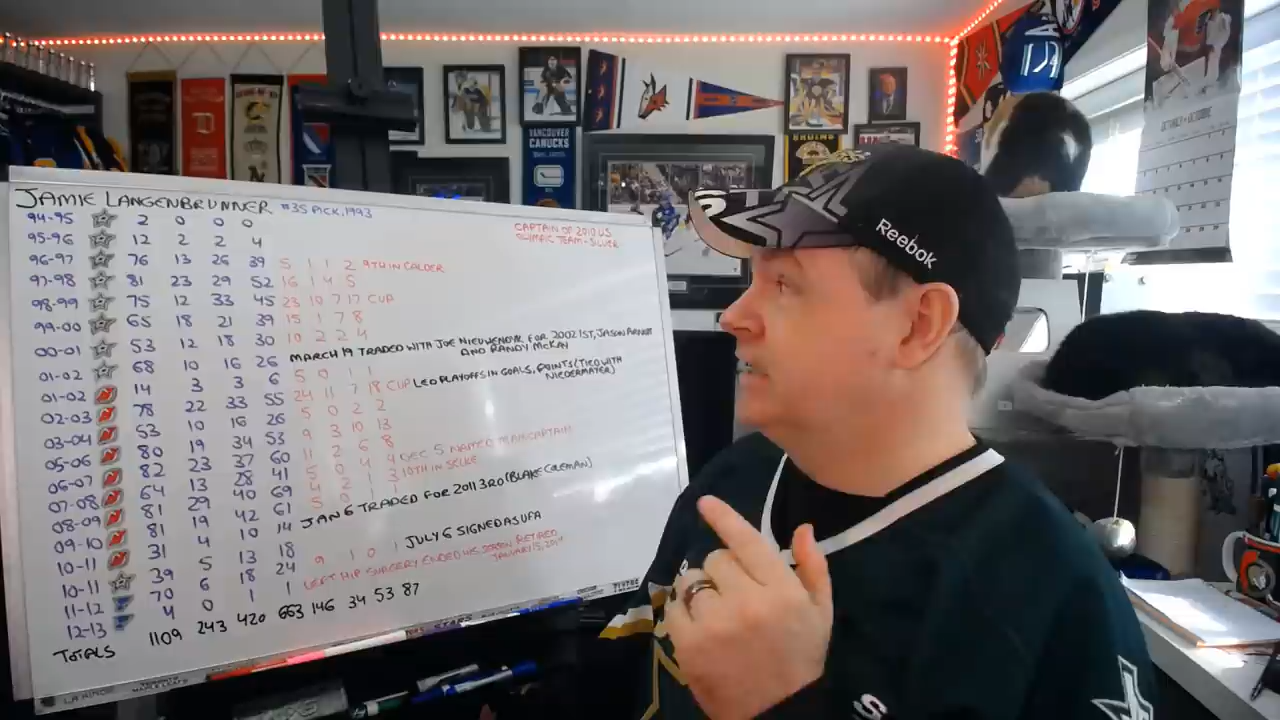 JAMIE LANGENBRUNNER #35 PICK, 1993
CAPTAIN OF 2010 US
OLYMPIC TEAM - SILVER
94-95 2 0 0 0
95-96 12 2 2 4
96-97 76 13 26 39 5 1 1 2 9TH IN CALDER
97-98 81 23 29 52 16 1 4 5
98-99 75 12 33 45 23 10 7 17 CUP
99-00 65 18 21 39 15 1 7 8
00-01 53 12 18 30 10 2 2 4
01-02 68 10 16 26 MARCH 19 TRADED WITH JOE NIEUWENDYK FOR 2002 1ST, JASON ARNOTT
AND RANDY McKAY
01-02 14 3 3 6 5 0 1 1
02-03 78 22 33 55 24 11 7 18 CUP LED PLAYOFFS IN GOALS, POINTS (TIED WITH
NIEDERMAYER)
03-04 53 10 16 26 5 0 2 2
05-06 80 19 34 53 9 3 10 13
06-07 82 23 37 60 11 2 6 8
07-08 64 13 28 41 5 0 4 4 DEC 5 NAMED TEAM CAPTAIN
08-09 81 29 40 69 4 2 1 3 10TH IN SELKE
09-10 81 19 42 61 5 0 1 1
10-11 31 4 10 14 JAN 6 TRADED FOR 2011 3RD (BLAKE COLEMAN)
10-11 39 5 13 18
11-12 70 6 18 24 9 1 0 1 JULY 6 SIGNED AS UFA
12-13 4 0 1 1 LEFT HIP SURGERY ENDED HIS SEASON RETIRED
JANUARY 15, 2014
TOTALS 1109 243 420 663 146 34 53 87
VANCOUVER
CANUCKS
BRUINS
Reebok
STARS